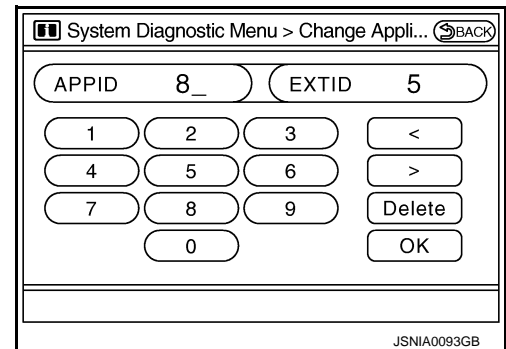 System Diagnostic Menu > Change Appli... BACK
APPID 8_ EXTID 5
1 2 3 <
4 5 6 >
7 8 9 Delete
0 OK
JSNIA0093GB